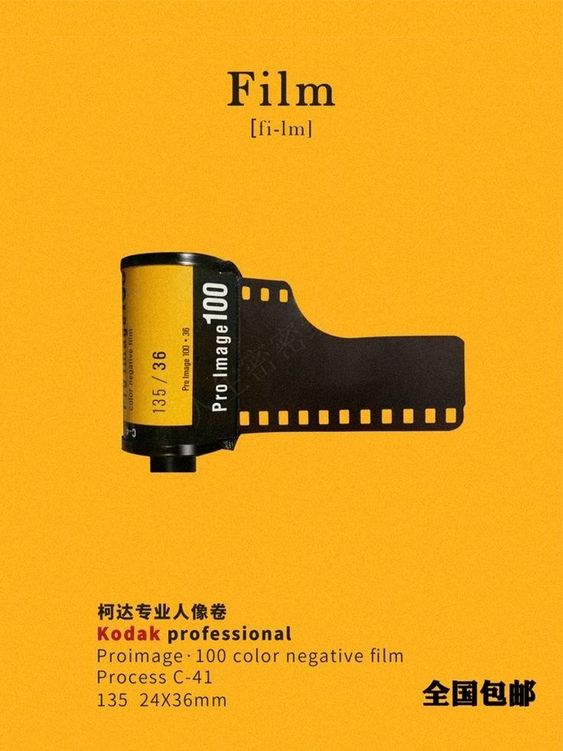 Film
[fi-lm]
color negative film
135 / 36
Pro Image 100 · 36
Pro Image 100
柯达专业人像卷
Kodak professional
Proimage·100 color negative film
Process C-41
135 24X36mm
全国包邮